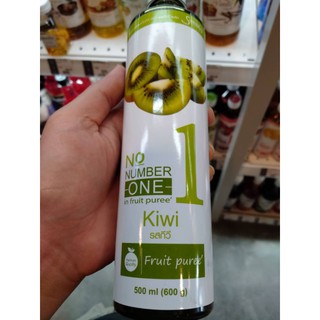 No
NUMBER
ONE
in fruit puree
1
Kiwi
รสกีวี
Fruit puree
500 ml (600 g)